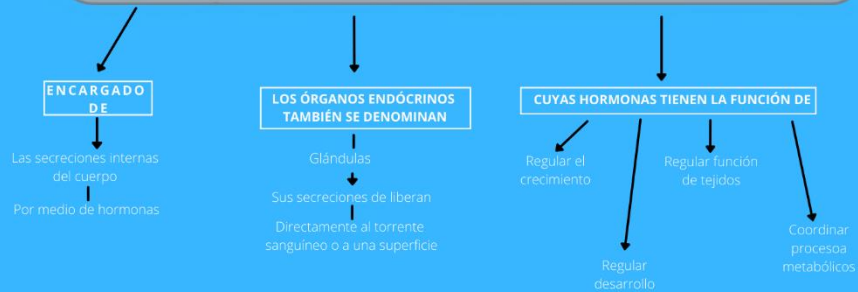 ENCARGADO
DE
Las secreciones internas
del cuerpo
Por medio de hormonas
LOS ÓRGANOS ENDÓCRINOS
TAMBIÉN SE DENOMINAN
Glándulas
Sus secreciones de liberan
Directamente al torrente
sanguíneo o a una superficie
CUYAS HORMONAS TIENEN LA FUNCIÓN DE
Regular el
crecimiento
Regular
desarrollo
Regular función
de tejidos
Coordinar
procesoa
metabólicos